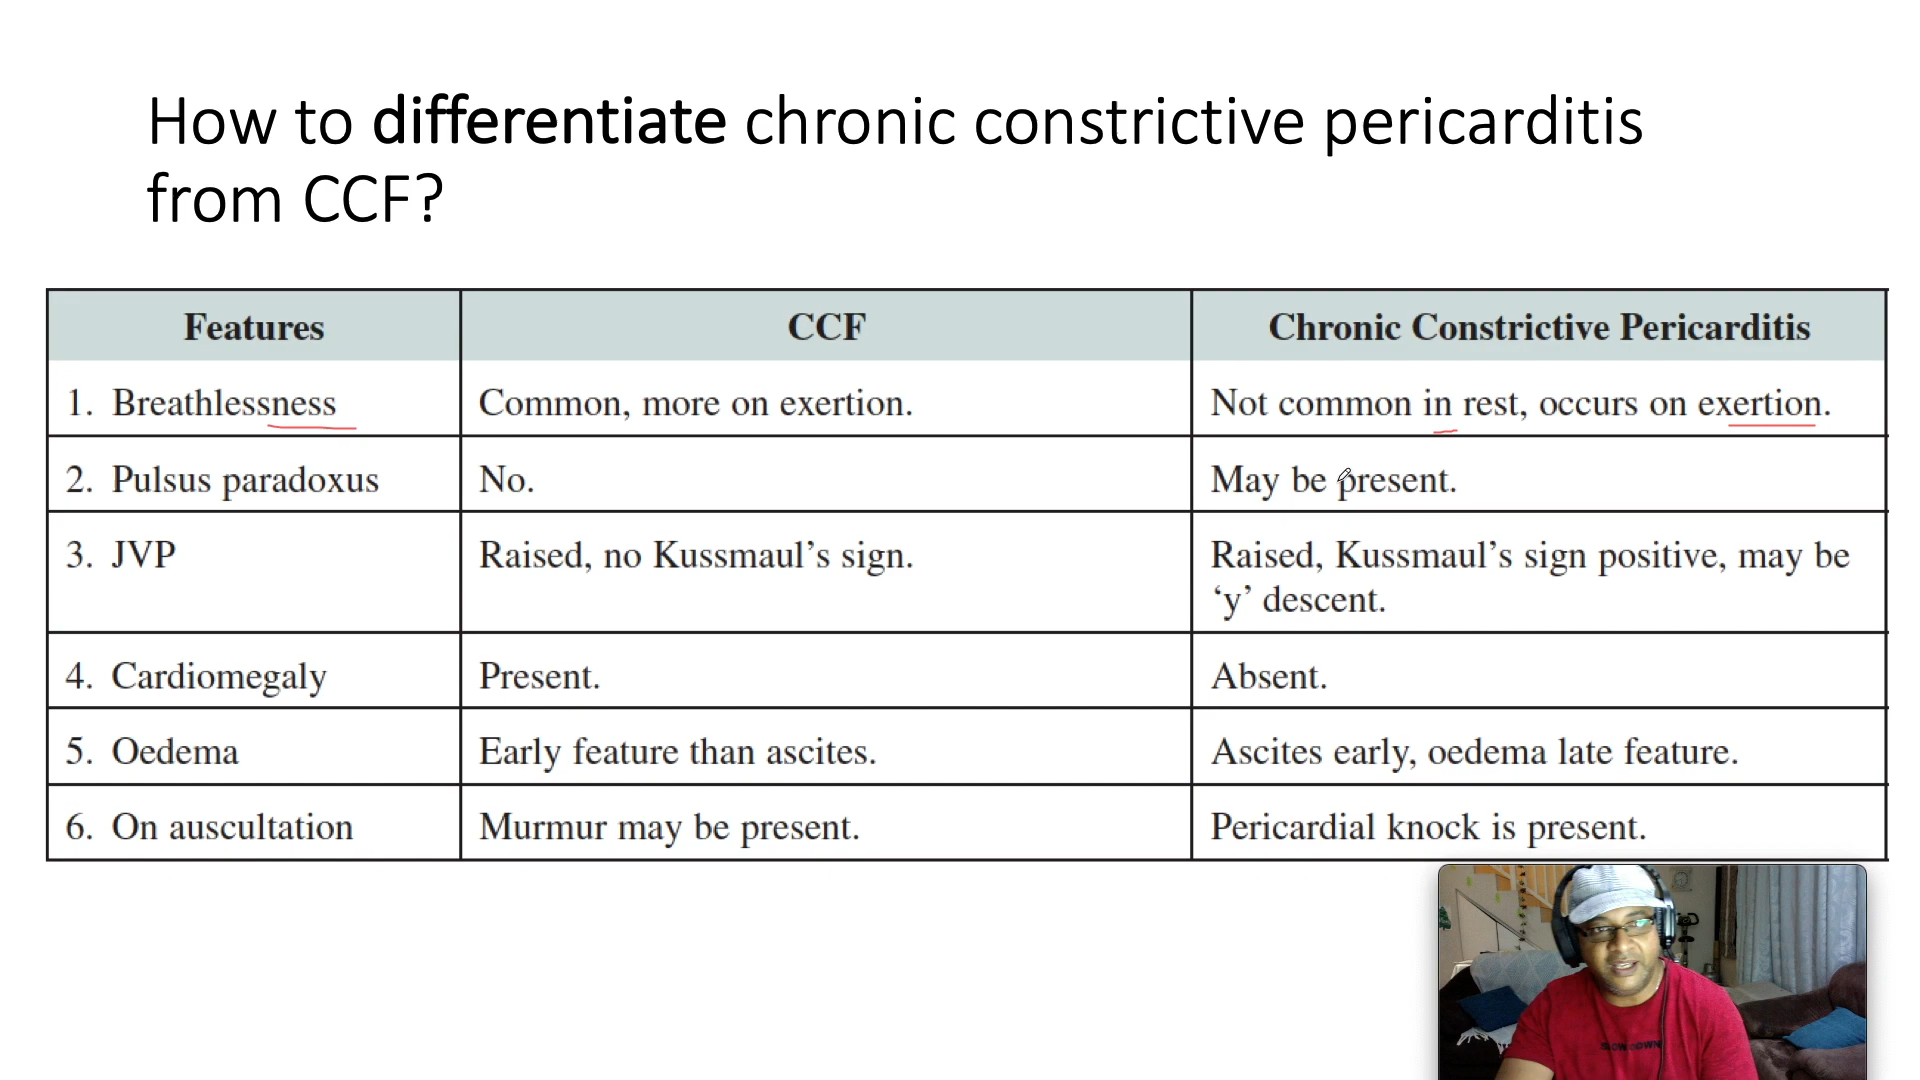 How to differentiate chronic constrictive pericarditis
from CCF?
Features CCF Chronic Constrictive Pericarditis
1. Breathlessness Common, more on exertion. Not common in rest, occurs on exertion.
2. Pulsus paradoxus No. May be present.
3. JVP Raised, no Kussmaul’s sign. Raised, Kussmaul’s sign positive, may be
‘y’ descent.
4. Cardiomegaly Present. Absent.
5. Oedema Early feature than ascites. Ascites early, oedema late feature.
6. On auscultation Murmur may be present. Pericardial knock is present.